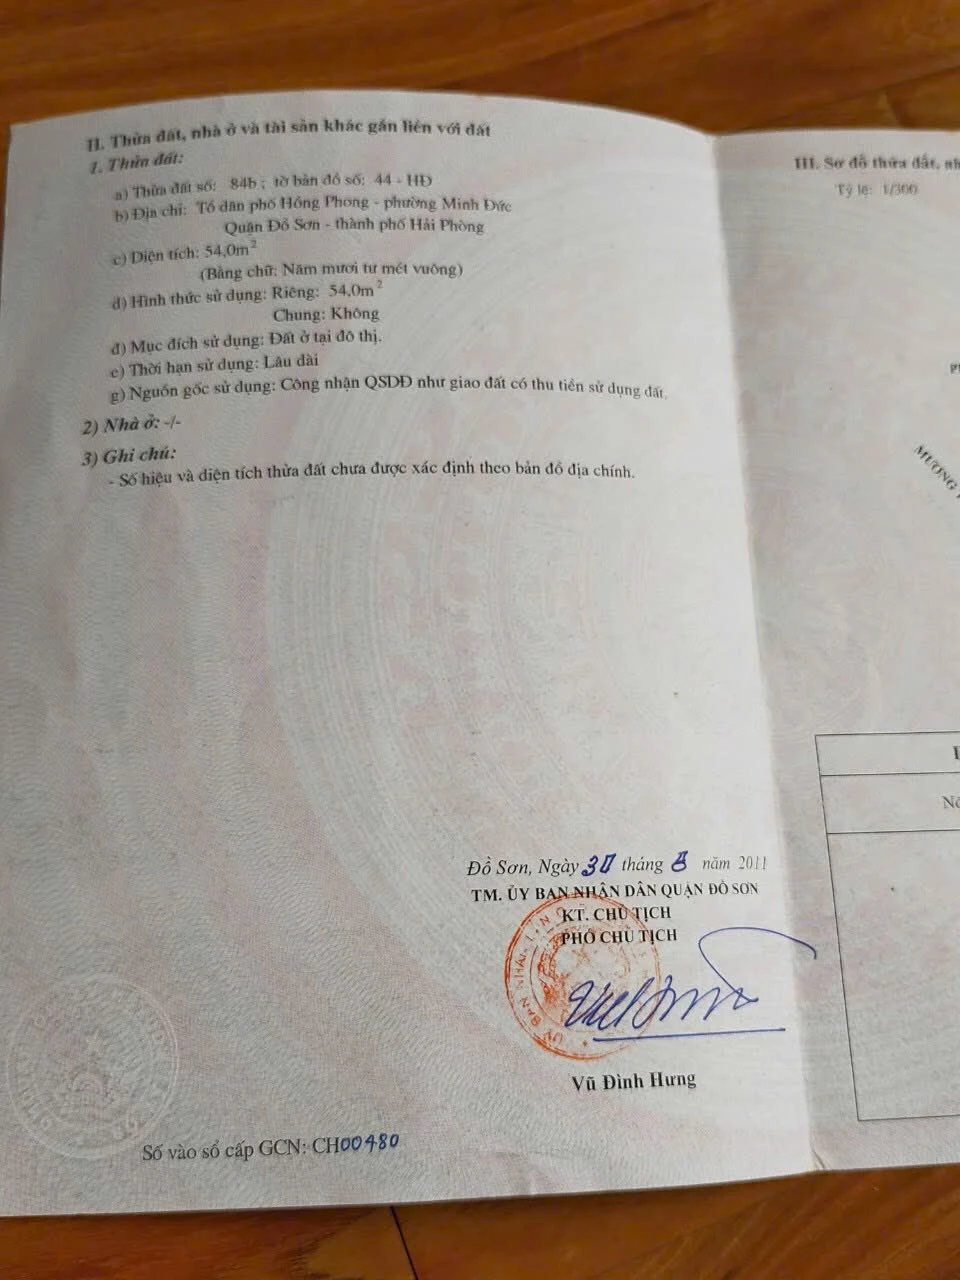 II. Thửa đất, nhà ở và tài sản khác gắn liền với đất
1. Thửa đất:
a) Thửa đất số: 84b ; tờ bản đồ số: 44 - HĐ
b) Địa chỉ: Tổ dân phố Hồng Phong - phường Minh Đức
Quận Đồ Sơn - thành phố Hải Phòng
c) Diện tích: 54,0m²
(Bằng chữ: Năm mươi tư mét vuông)
d) Hình thức sử dụng: Riêng: 54,0m²
Chung: Không
đ) Mục đích sử dụng: Đất ở tại đô thị.
e) Thời hạn sử dụng: Lâu dài
g) Nguồn gốc sử dụng: Công nhận QSDĐ như giao đất có thu tiền sử dụng đất.
2) Nhà ở: -/-
3) Ghi chú:
- Số hiệu và diện tích thửa đất chưa được xác định theo bản đồ địa chính.
Đồ Sơn, Ngày 30 tháng 8 năm 2011
TM. ỦY BAN NHÂN DÂN QUẬN ĐỒ SƠN
KT. CHỦ TỊCH
PHÓ CHỦ TỊCH
ỦY BAN NHÂN
Vũ Đình Hưng
Số vào sổ cấp GCN: CH00480
III. Sơ đồ thửa đất, nh
Tỷ lệ: 1/300
MƯƠNG